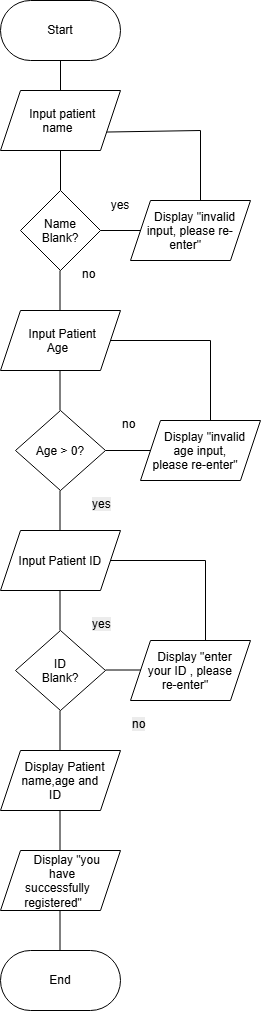 Start
Input patient
name
yes
Name
Blank?
Display "invalid
input, please re-
enter"
no
Input Patient
Age
no
Age > 0?
Display "invalid
age input,
please re-enter"
yes
Input Patient ID
yes
ID
Blank?
Display "enter
your ID , please
re-enter"
no
Display Patient
name,age and
ID
Display "you
have
successfully
registered"
End